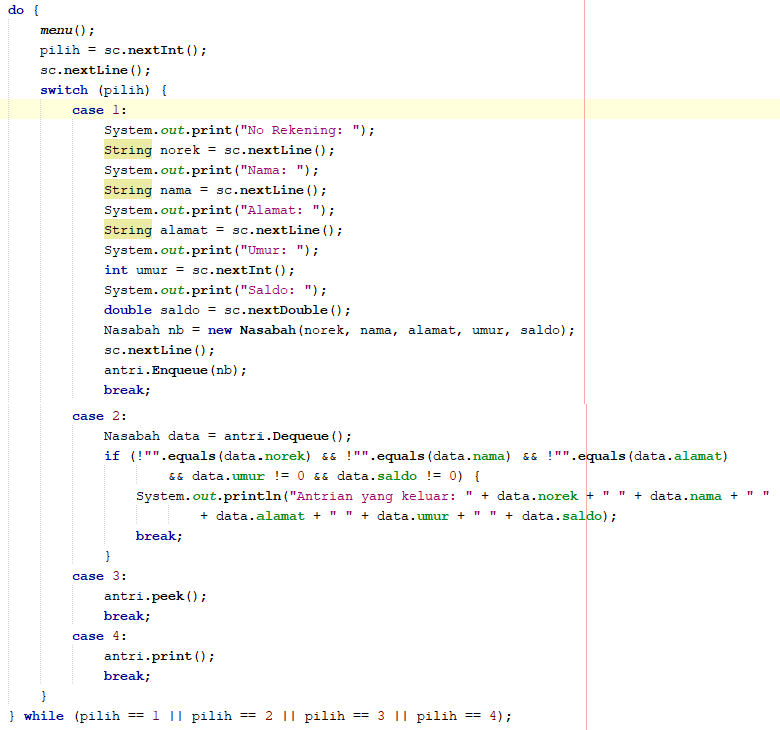 do {
    menu();
    pilih = sc.nextInt();
    sc.nextLine();
    switch (pilih) {
        case 1:
            System.out.print("No Rekening: ");
            String norek = sc.nextLine();
            System.out.print("Nama: ");
            String nama = sc.nextLine();
            System.out.print("Alamat: ");
            String alamat = sc.nextLine();
            System.out.print("Umur: ");
            int umur = sc.nextInt();
            System.out.print("Saldo: ");
            double saldo = sc.nextDouble();
            Nasabah nb = new Nasabah(norek, nama, alamat, umur, saldo);
            sc.nextLine();
            antri.Enqueue(nb);
            break;
        case 2:
            Nasabah data = antri.Dequeue();
            if (!"".equals(data.norek) && !"".equals(data.nama) && !"".equals(data.alamat)
                    && data.umur != 0 && data.saldo != 0) {
                System.out.println("Antrian yang keluar: " + data.norek + " " + data.nama + " "
                        + data.alamat + " " + data.umur + " " + data.saldo);
                break;
            }
        case 3:
            antri.peek();
            break;
        case 4:
            antri.print();
            break;
    }
} while (pilih == 1 || pilih == 2 || pilih == 3 || pilih == 4);